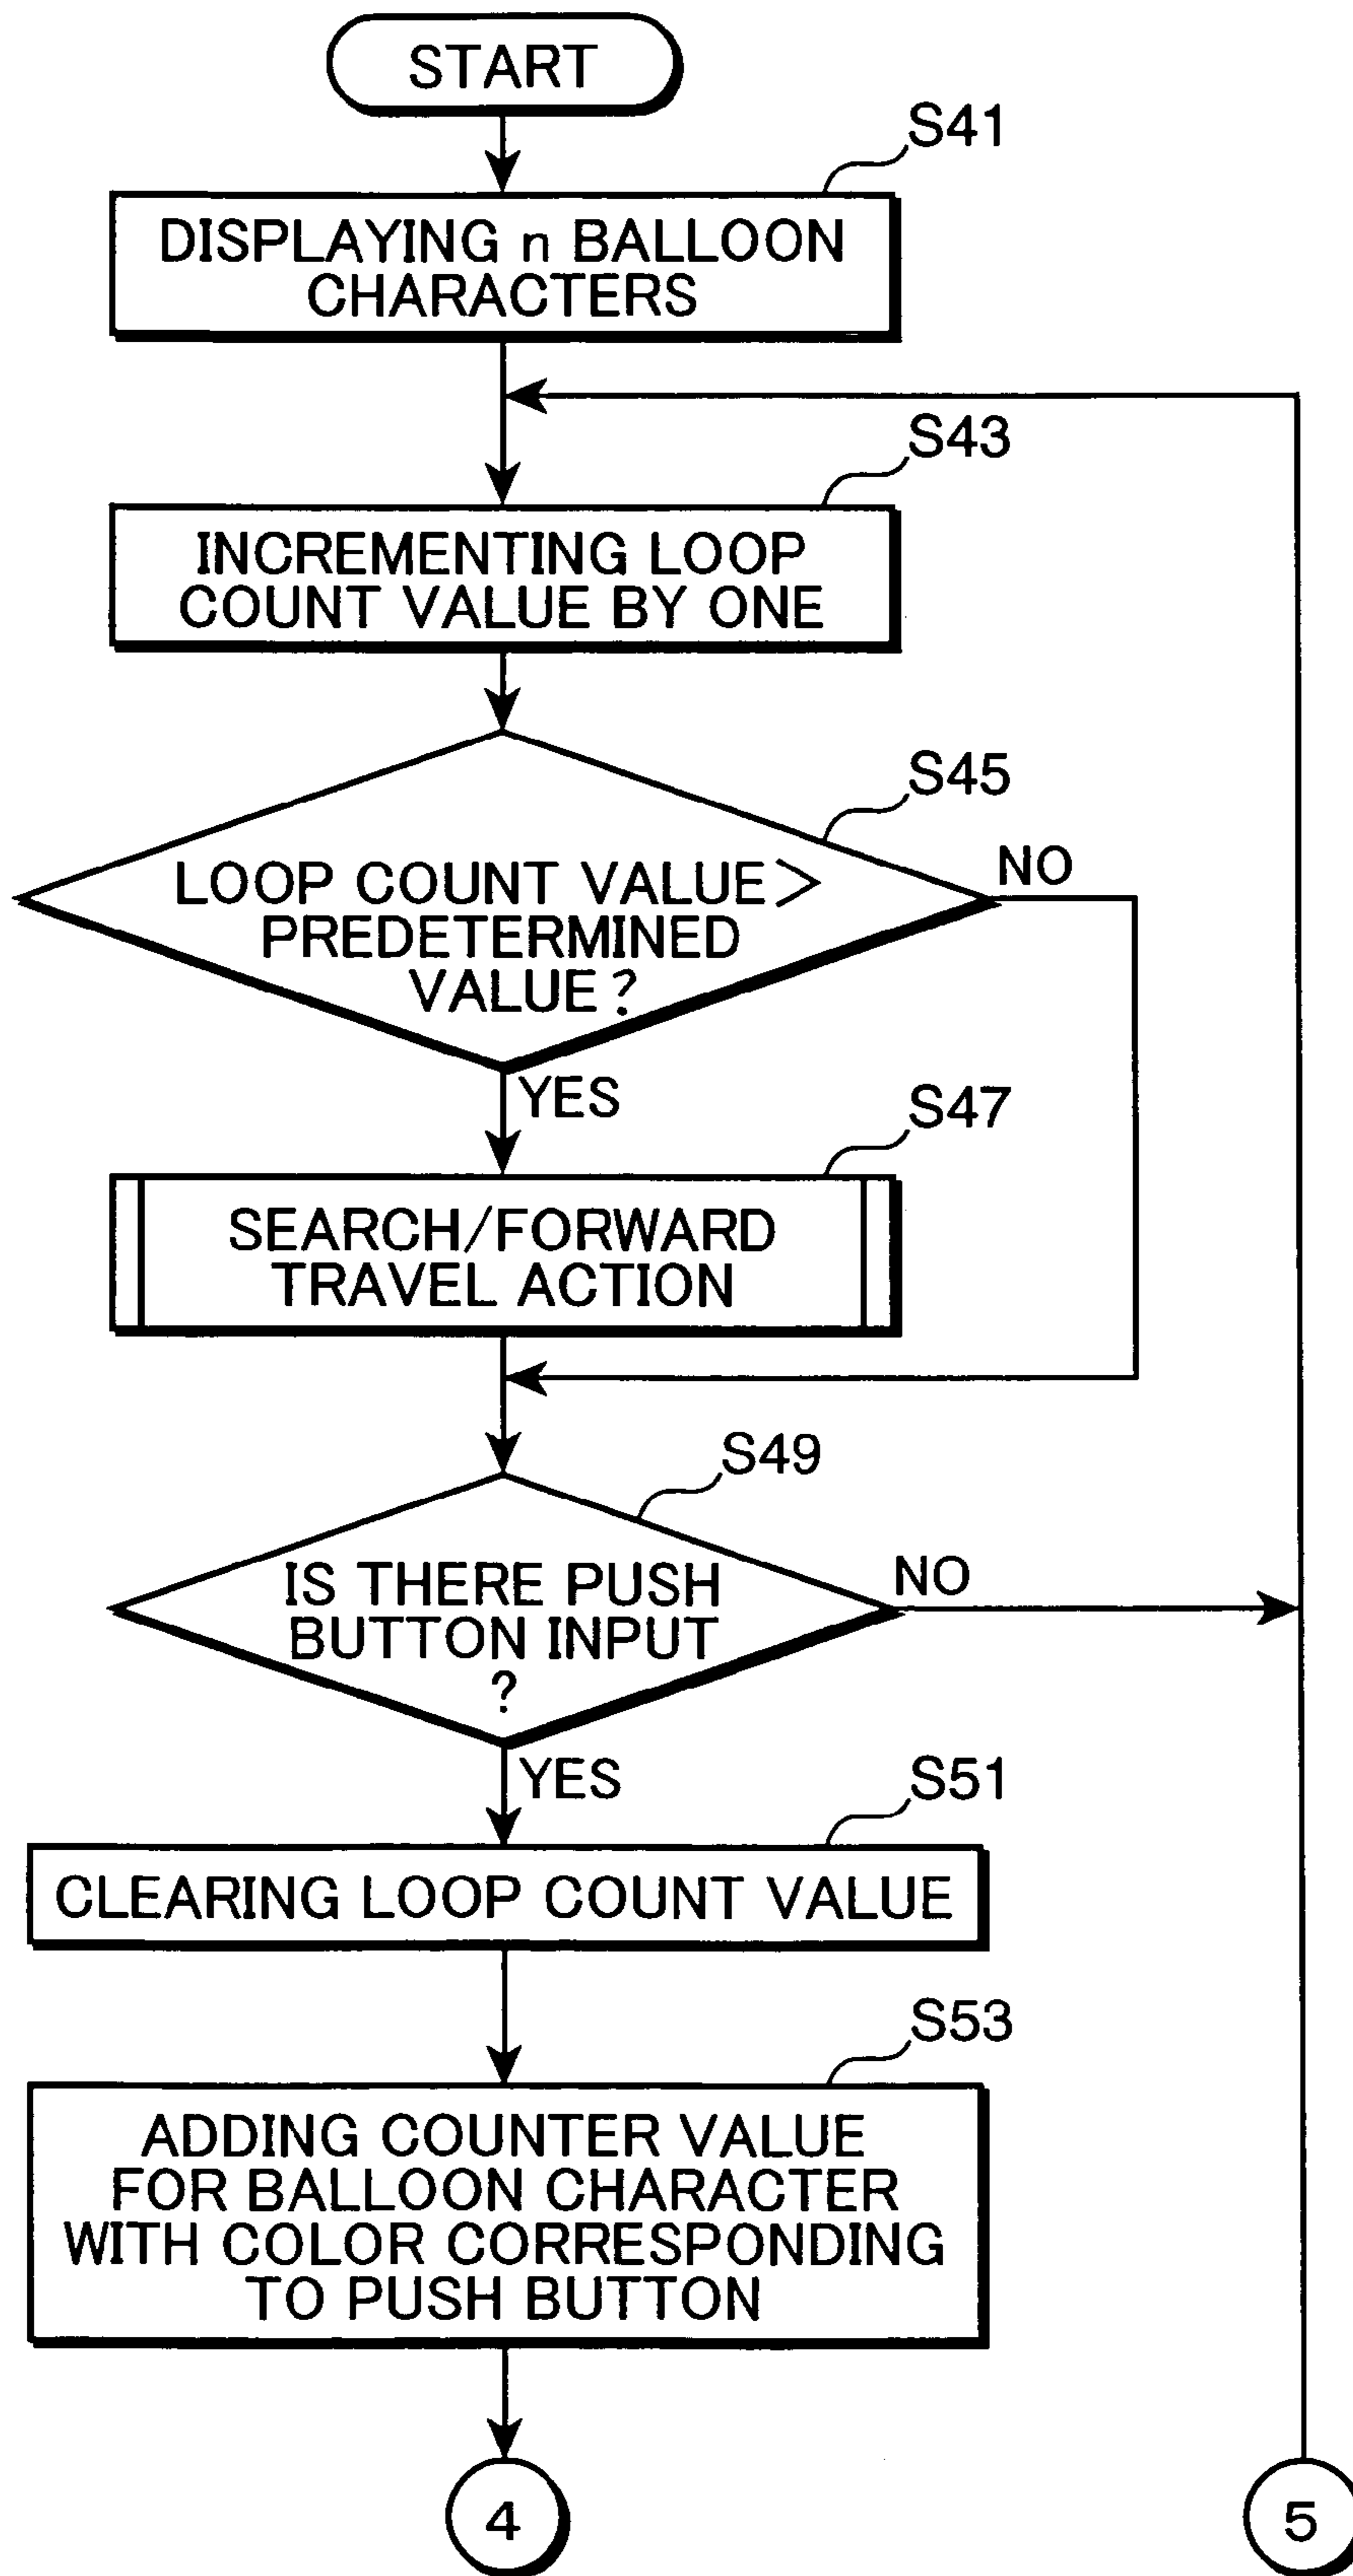 START
S41
DISPLAYING n BALLOON
CHARACTERS
S43
INCREMENTING LOOP
COUNT VALUE BY ONE
S45
LOOP COUNT VALUE>
PREDETERMINED
VALUE?
NO
YES
S47
SEARCH/FORWARD
TRAVEL ACTION
S49
IS THERE PUSH
BUTTON INPUT
?
NO
YES
S51
CLEARING LOOP COUNT VALUE
S53
ADDING COUNTER VALUE
FOR BALLOON CHARACTER
WITH COLOR CORRESPONDING
TO PUSH BUTTON
4
5